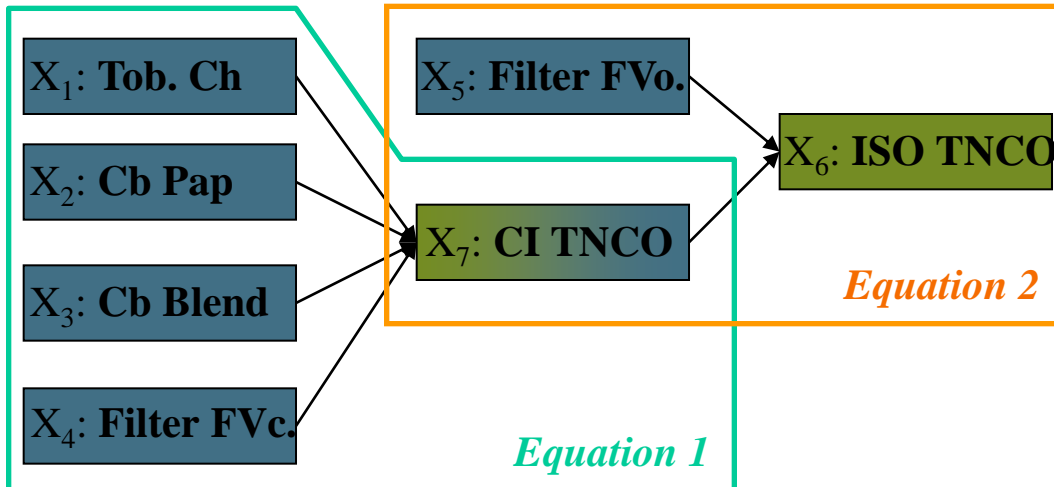 X₁: Tob. Ch
X₂: Cb Pap
X₃: Cb Blend
X₄: Filter FVc.
X₅: Filter FVo.
X₇: CI TNCO
X₆: ISO TNCO
Equation 2
Equation 1